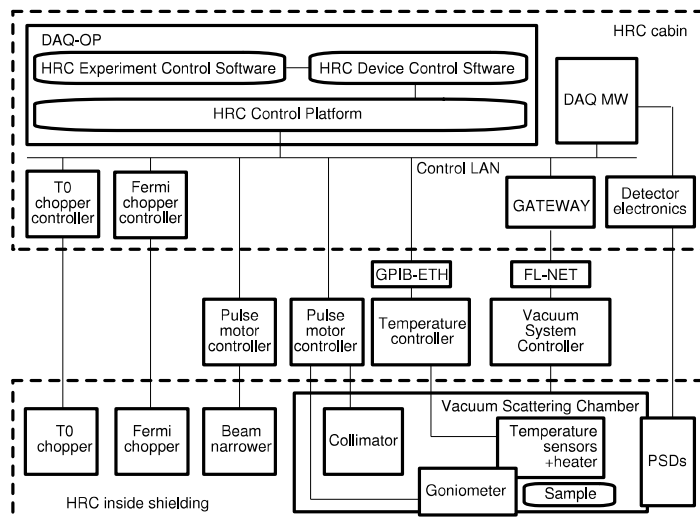 HRC cabin
DAQ-OP
HRC Experiment Control Software
HRC Device Control Sftware
HRC Control Platform
DAQ MW
Control LAN
T0
chopper
controller
Fermi
chopper
controller
GATEWAY
Detector
electronics
GPIB-ETH
FL-NET
Pulse
motor
controller
Pulse
motor
controller
Temperature
controller
Vacuum
System
Controller
Vacuum Scattering Chamber
T0
chopper
Fermi
chopper
Beam
narrower
Collimator
Temperature
sensors
+heater
PSDs
Goniometer
Sample
HRC inside shielding